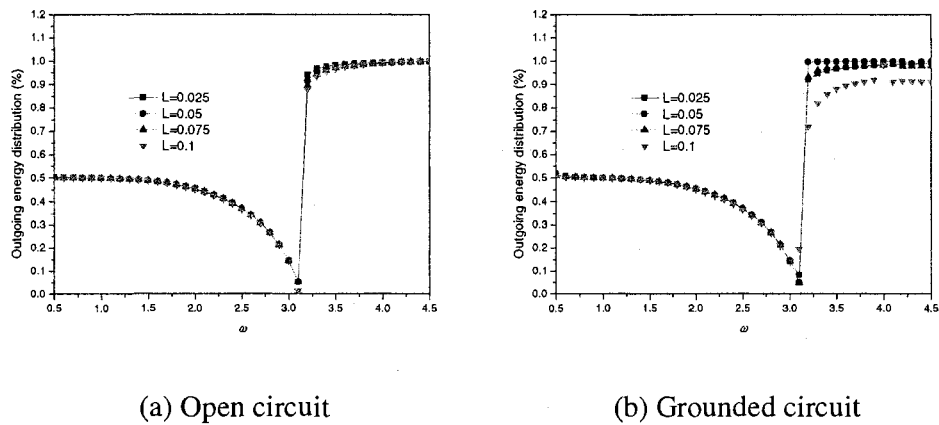 1.2
1.1
1.0
0.9
0.8
0.7
0.6
0.5
0.4
0.3
0.2
0.1
0.0
Outgoing energy distribution (%)
L=0.025
L=0.05
L=0.075
L=0.1
0.5 1.0 1.5 2.0 2.5 3.0 3.5 4.0 4.5
ω
(a) Open circuit
1.2
1.1
1.0
0.9
0.8
0.7
0.6
0.5
0.4
0.3
0.2
0.1
0.0
Outgoing energy distribution (%)
L=0.025
L=0.05
L=0.075
L=0.1
0.5 1.0 1.5 2.0 2.5 3.0 3.5 4.0 4.5
ω
(b) Grounded circuit